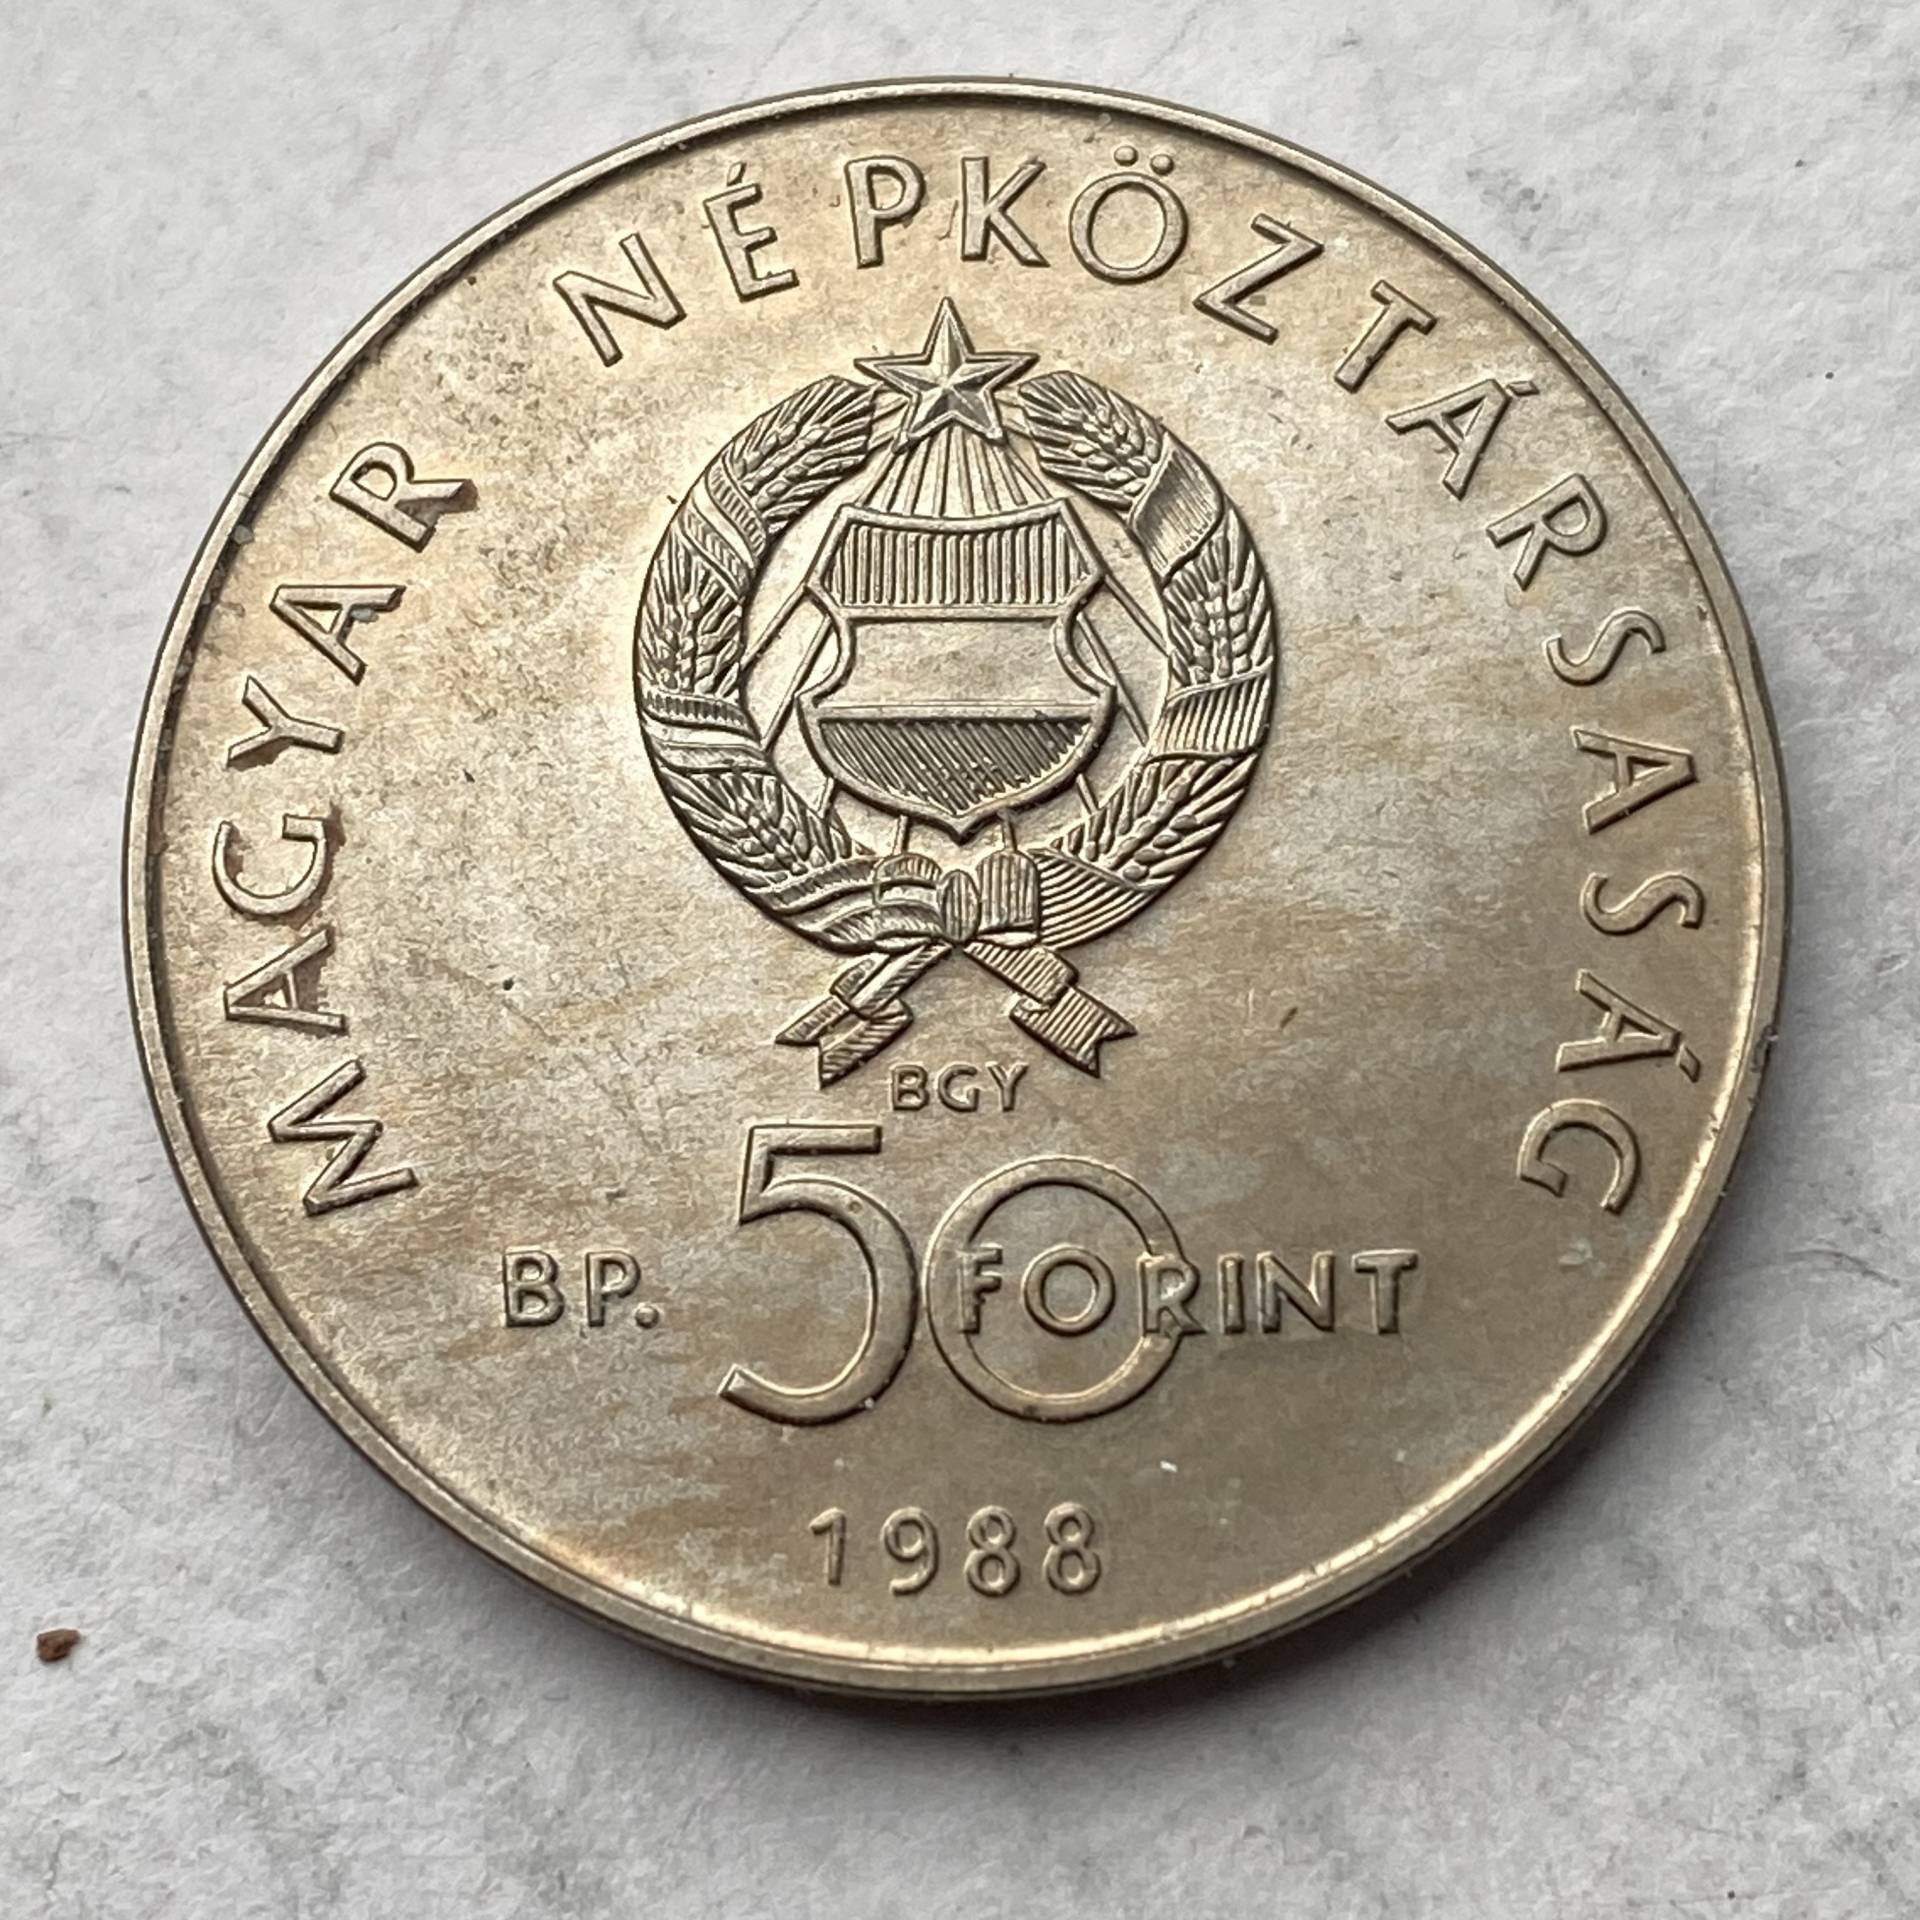 MAGYAR NÉPKÖZTÁRSASÁG
BGY
BP. 50 FORINT
1988